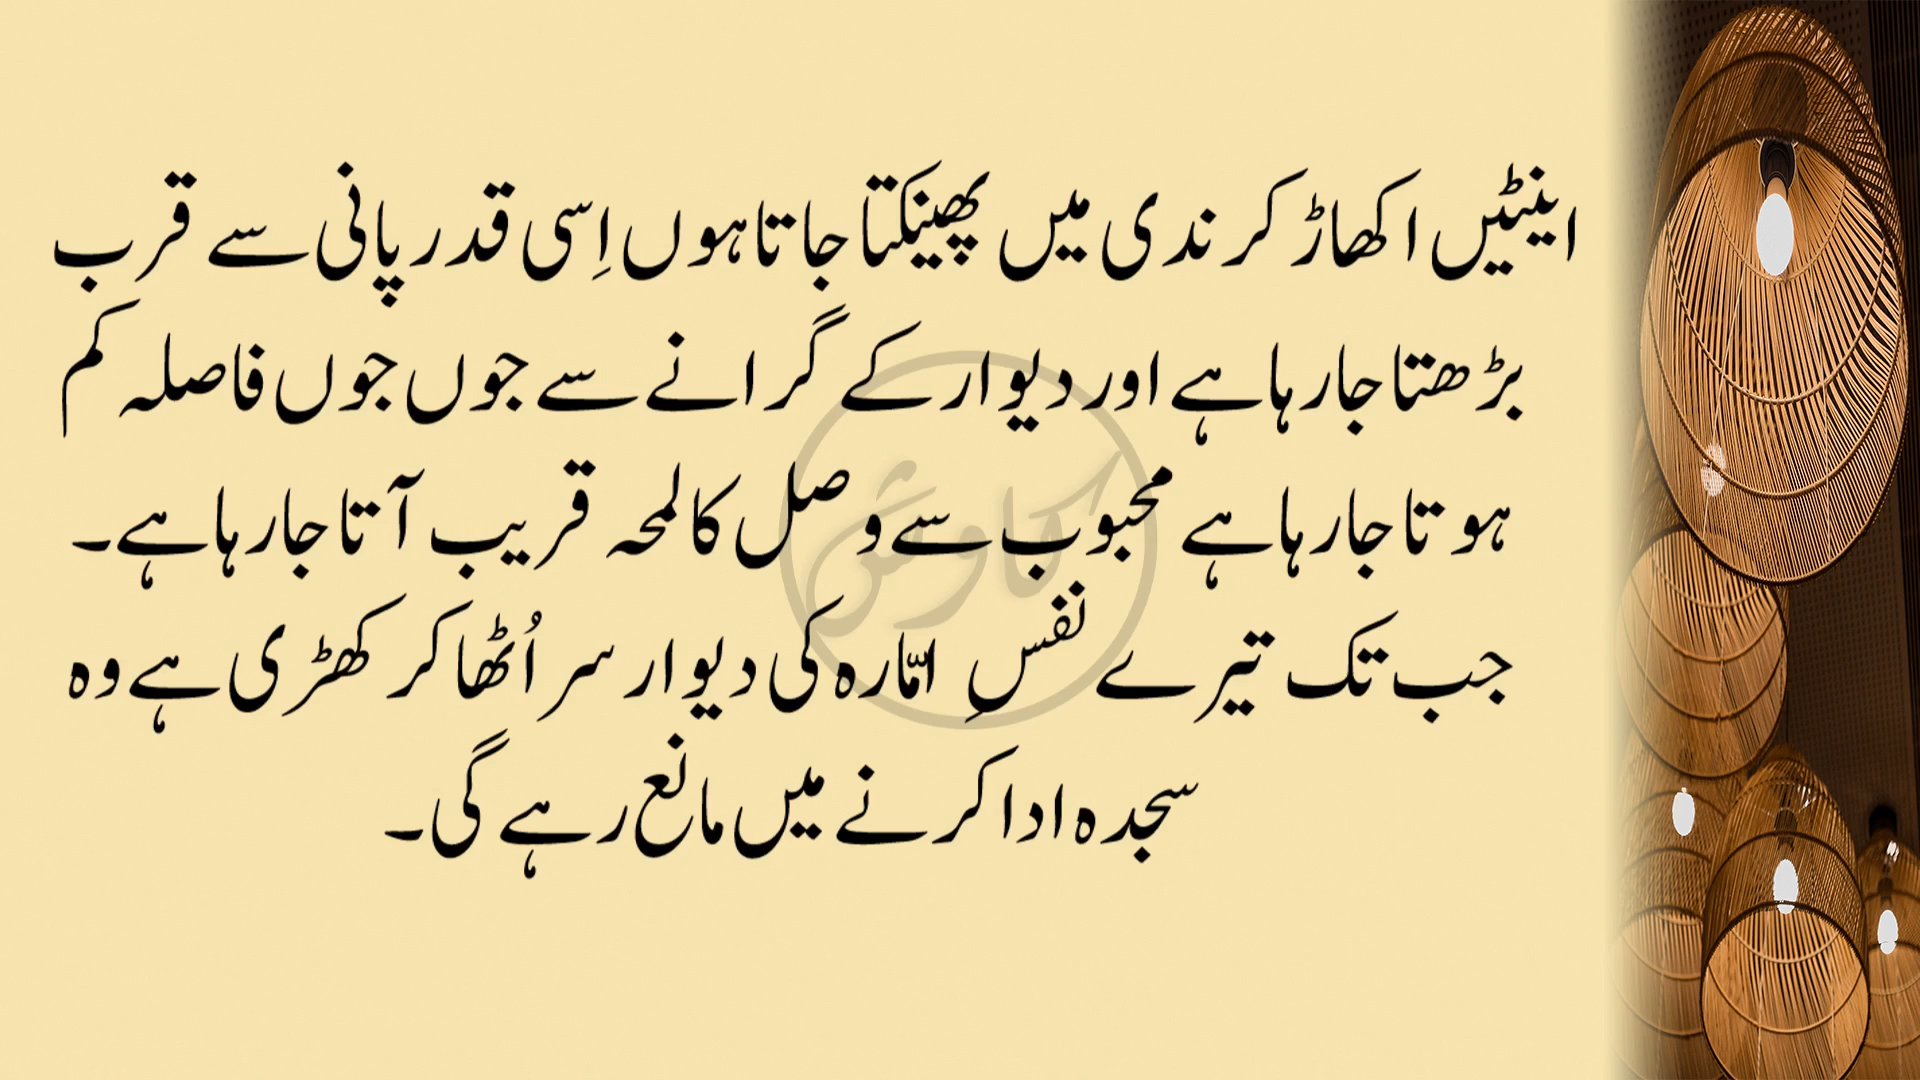 اینٹیں اکھاڑ کر ندی میں پھینکتا جاتا ہوں اِسی قدر پانی سے قرب
بڑھتا جا رہا ہے اور دیوار کے گرانے سے جوں جوں فاصلہ کم
ہوتا جا رہا ہے محبوب سے وصل کا لمحہ قریب آتا جا رہا ہے۔
جب تک تیرے نفسِ امّارہ کی دیوار سر اُٹھا کر کھڑی ہے وہ
سجدہ ادا کرنے میں مانع رہے گی۔
کاوش